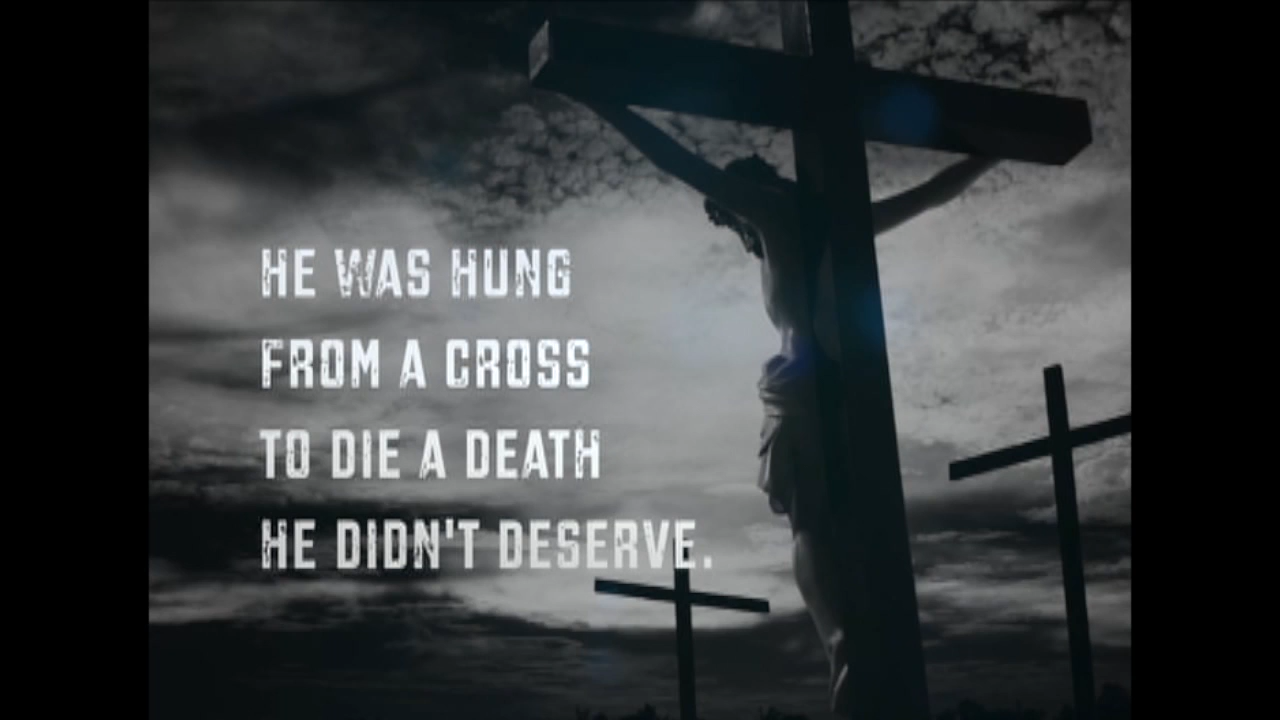 HE WAS HUNG
FROM A CROSS
TO DIE A DEATH
HE DIDN'T DESERVE.